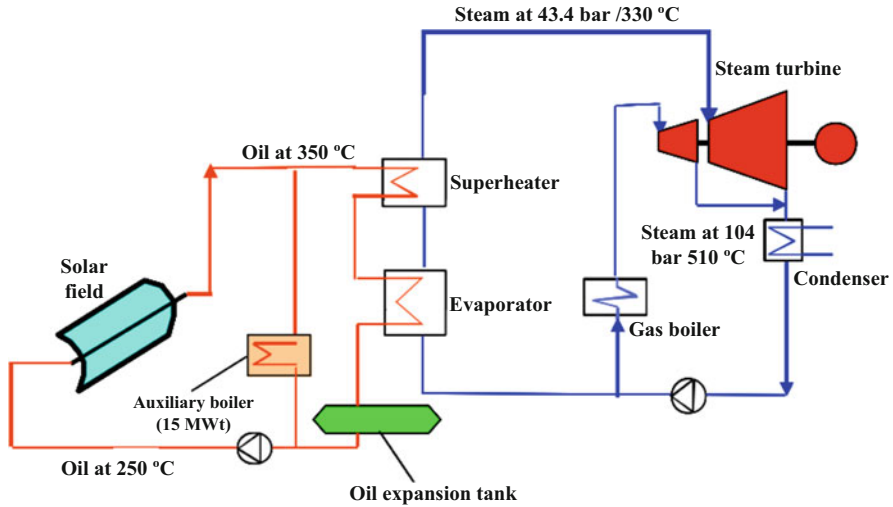 Steam at 43.4 bar /330 ºC
Steam turbine
Oil at 350 ºC
Superheater
Steam at 104
bar 510 ºC
Solar
field
Condenser
Evaporator
Gas boiler
Auxiliary boiler
(15 MWt)
Oil at 250 ºC
Oil expansion tank